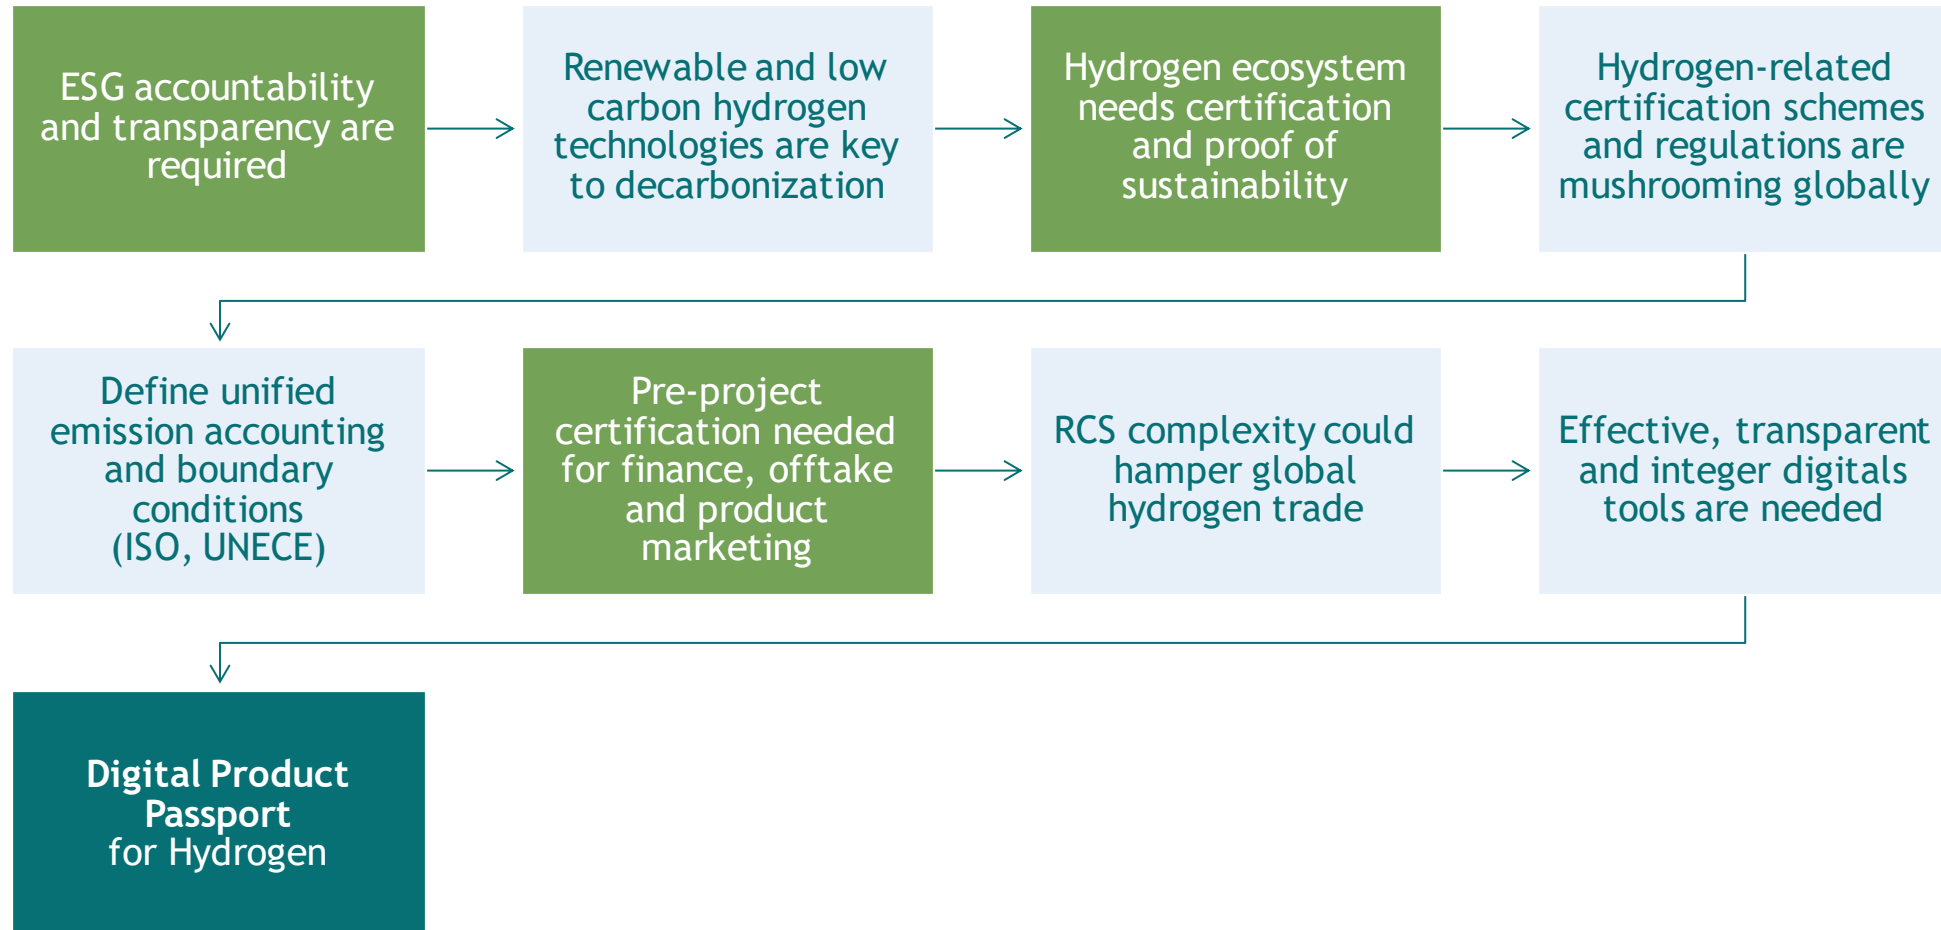 ESG accountability
and transparency are
required
Renewable and low
carbon hydrogen
technologies are key
to decarbonization
Hydrogen ecosystem
needs certification
and proof of
sustainability
Hydrogen-related
certification schemes
and regulations are
mushrooming globally
Define unified
emission accounting
and boundary
conditions
(ISO, UNECE)
Pre-project
certification needed
for finance, offtake
and product
marketing
RCS complexity could
hamper global
hydrogen trade
Effective, transparent
and integer digitals
tools are needed
Digital Product
Passport
for Hydrogen